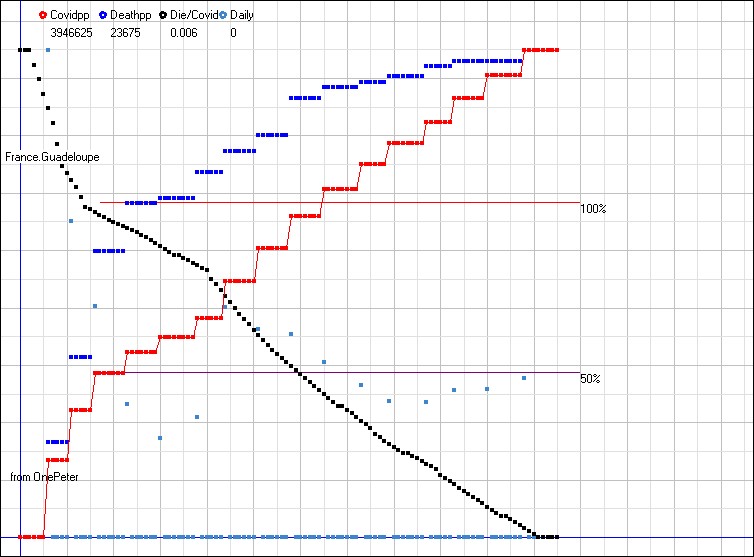 Covidpp Deathpp Die/Covid Daily
3946625 23675 0.006 0
France.Guadeloupe
100%
50%
from OnePeter